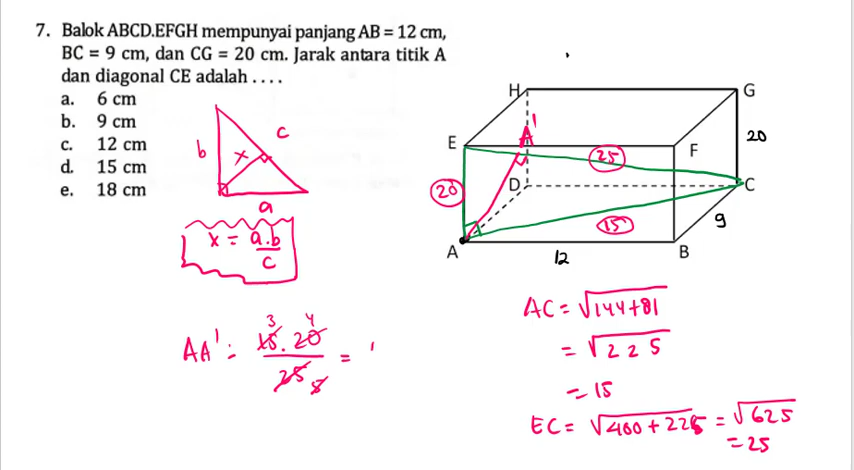 7. Balok ABCD.EFGH mempunyai panjang AB = 12 cm,
BC = 9 cm, dan CG = 20 cm. Jarak antara titik A
dan diagonal CE adalah . . . .
a. 6 cm
b. 9 cm
c. 12 cm
d. 15 cm
e. 18 cm
b x c
a
x = a.b
c
H G
A'
E F 20
25
20
D C
15 9
A 12 B
AC = √144+81
= √225
= 15
EC = √400+225 = √625
= 25
3 4
AA' = 15.20 =
25 5